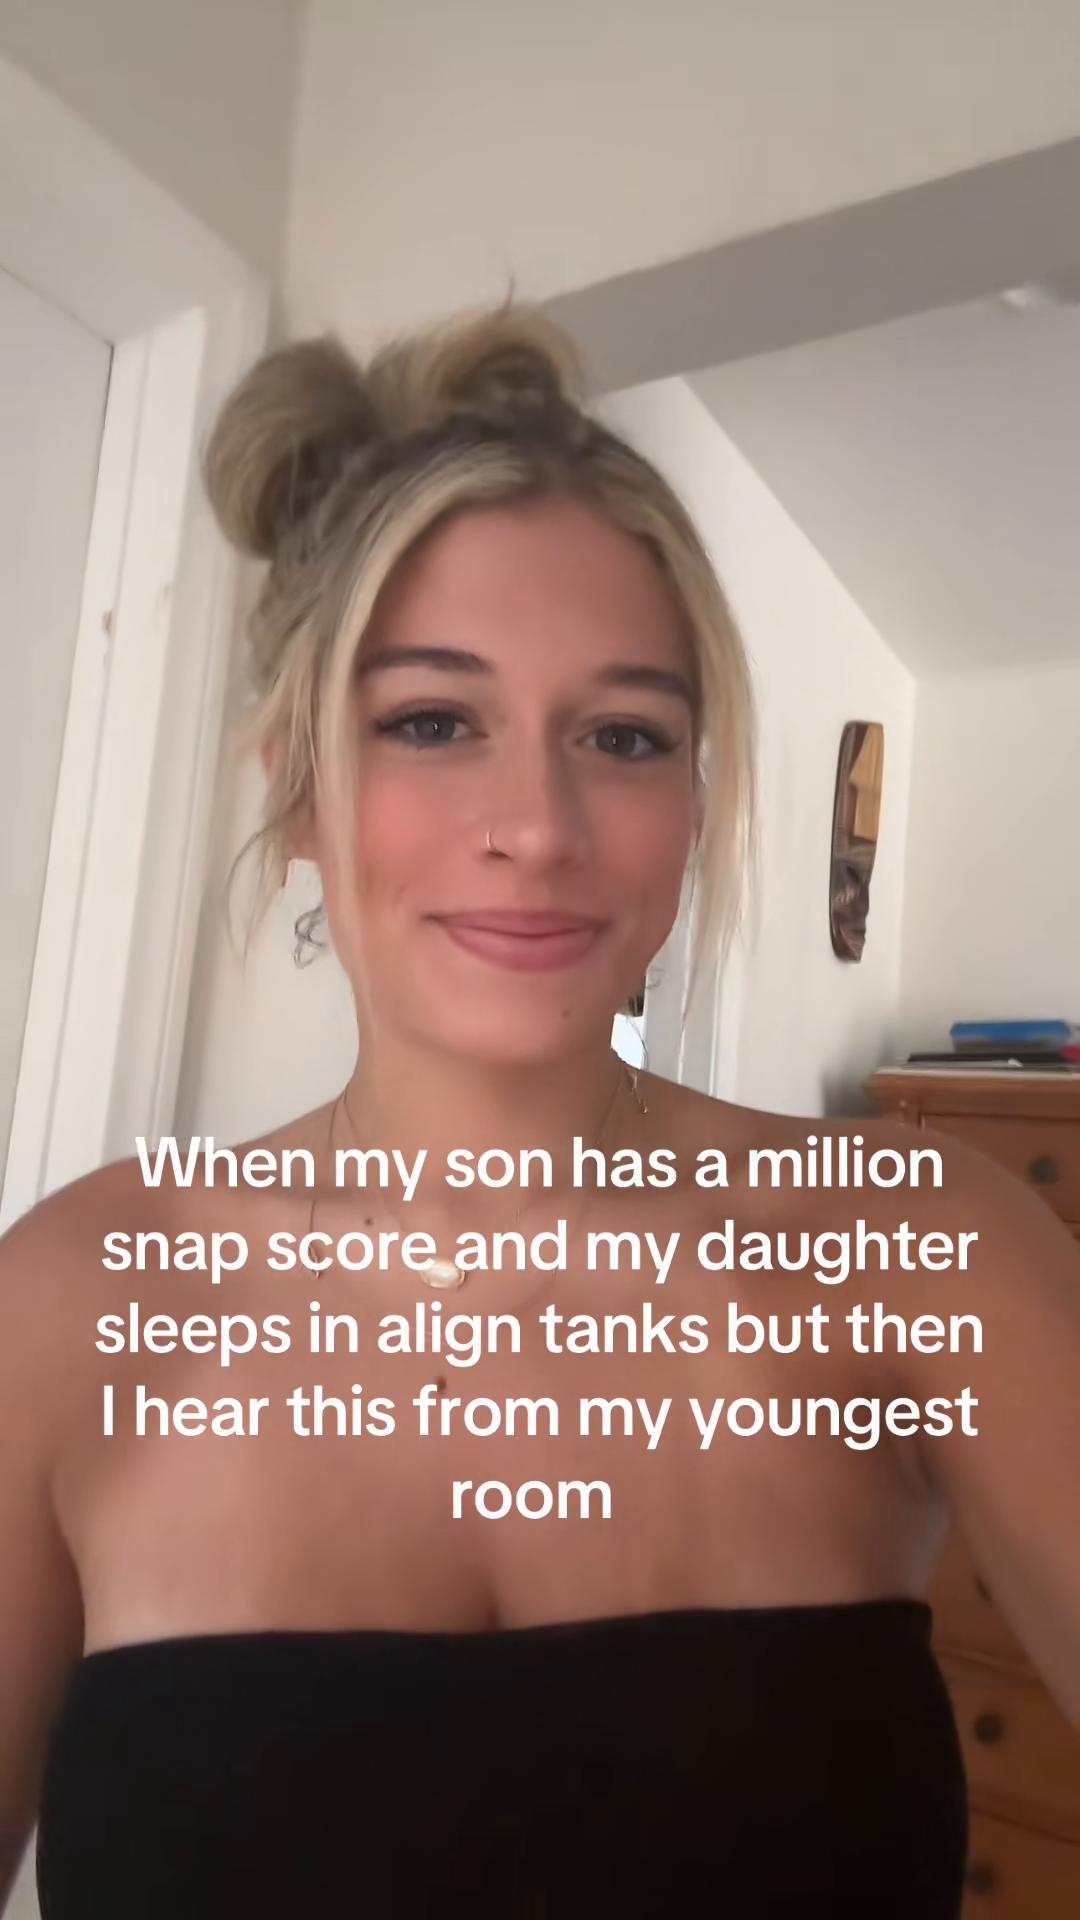 When my son has a million
snap score and my daughter
sleeps in align tanks but then
I hear this from my youngest
room